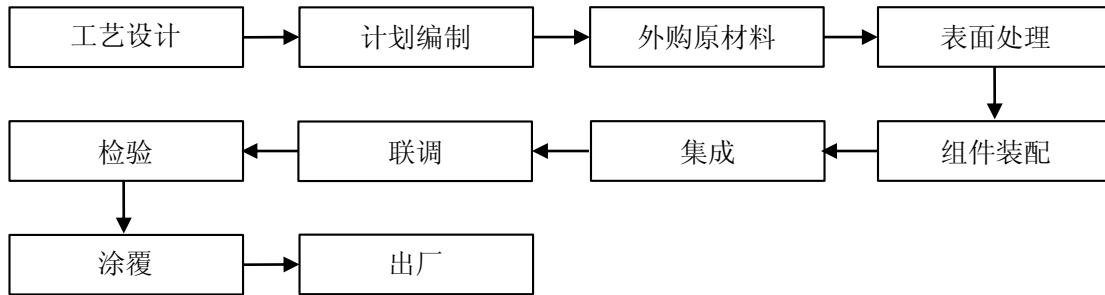 工艺设计
计划编制
外购原材料
表面处理
组件装配
集成
联调
检验
涂覆
出厂